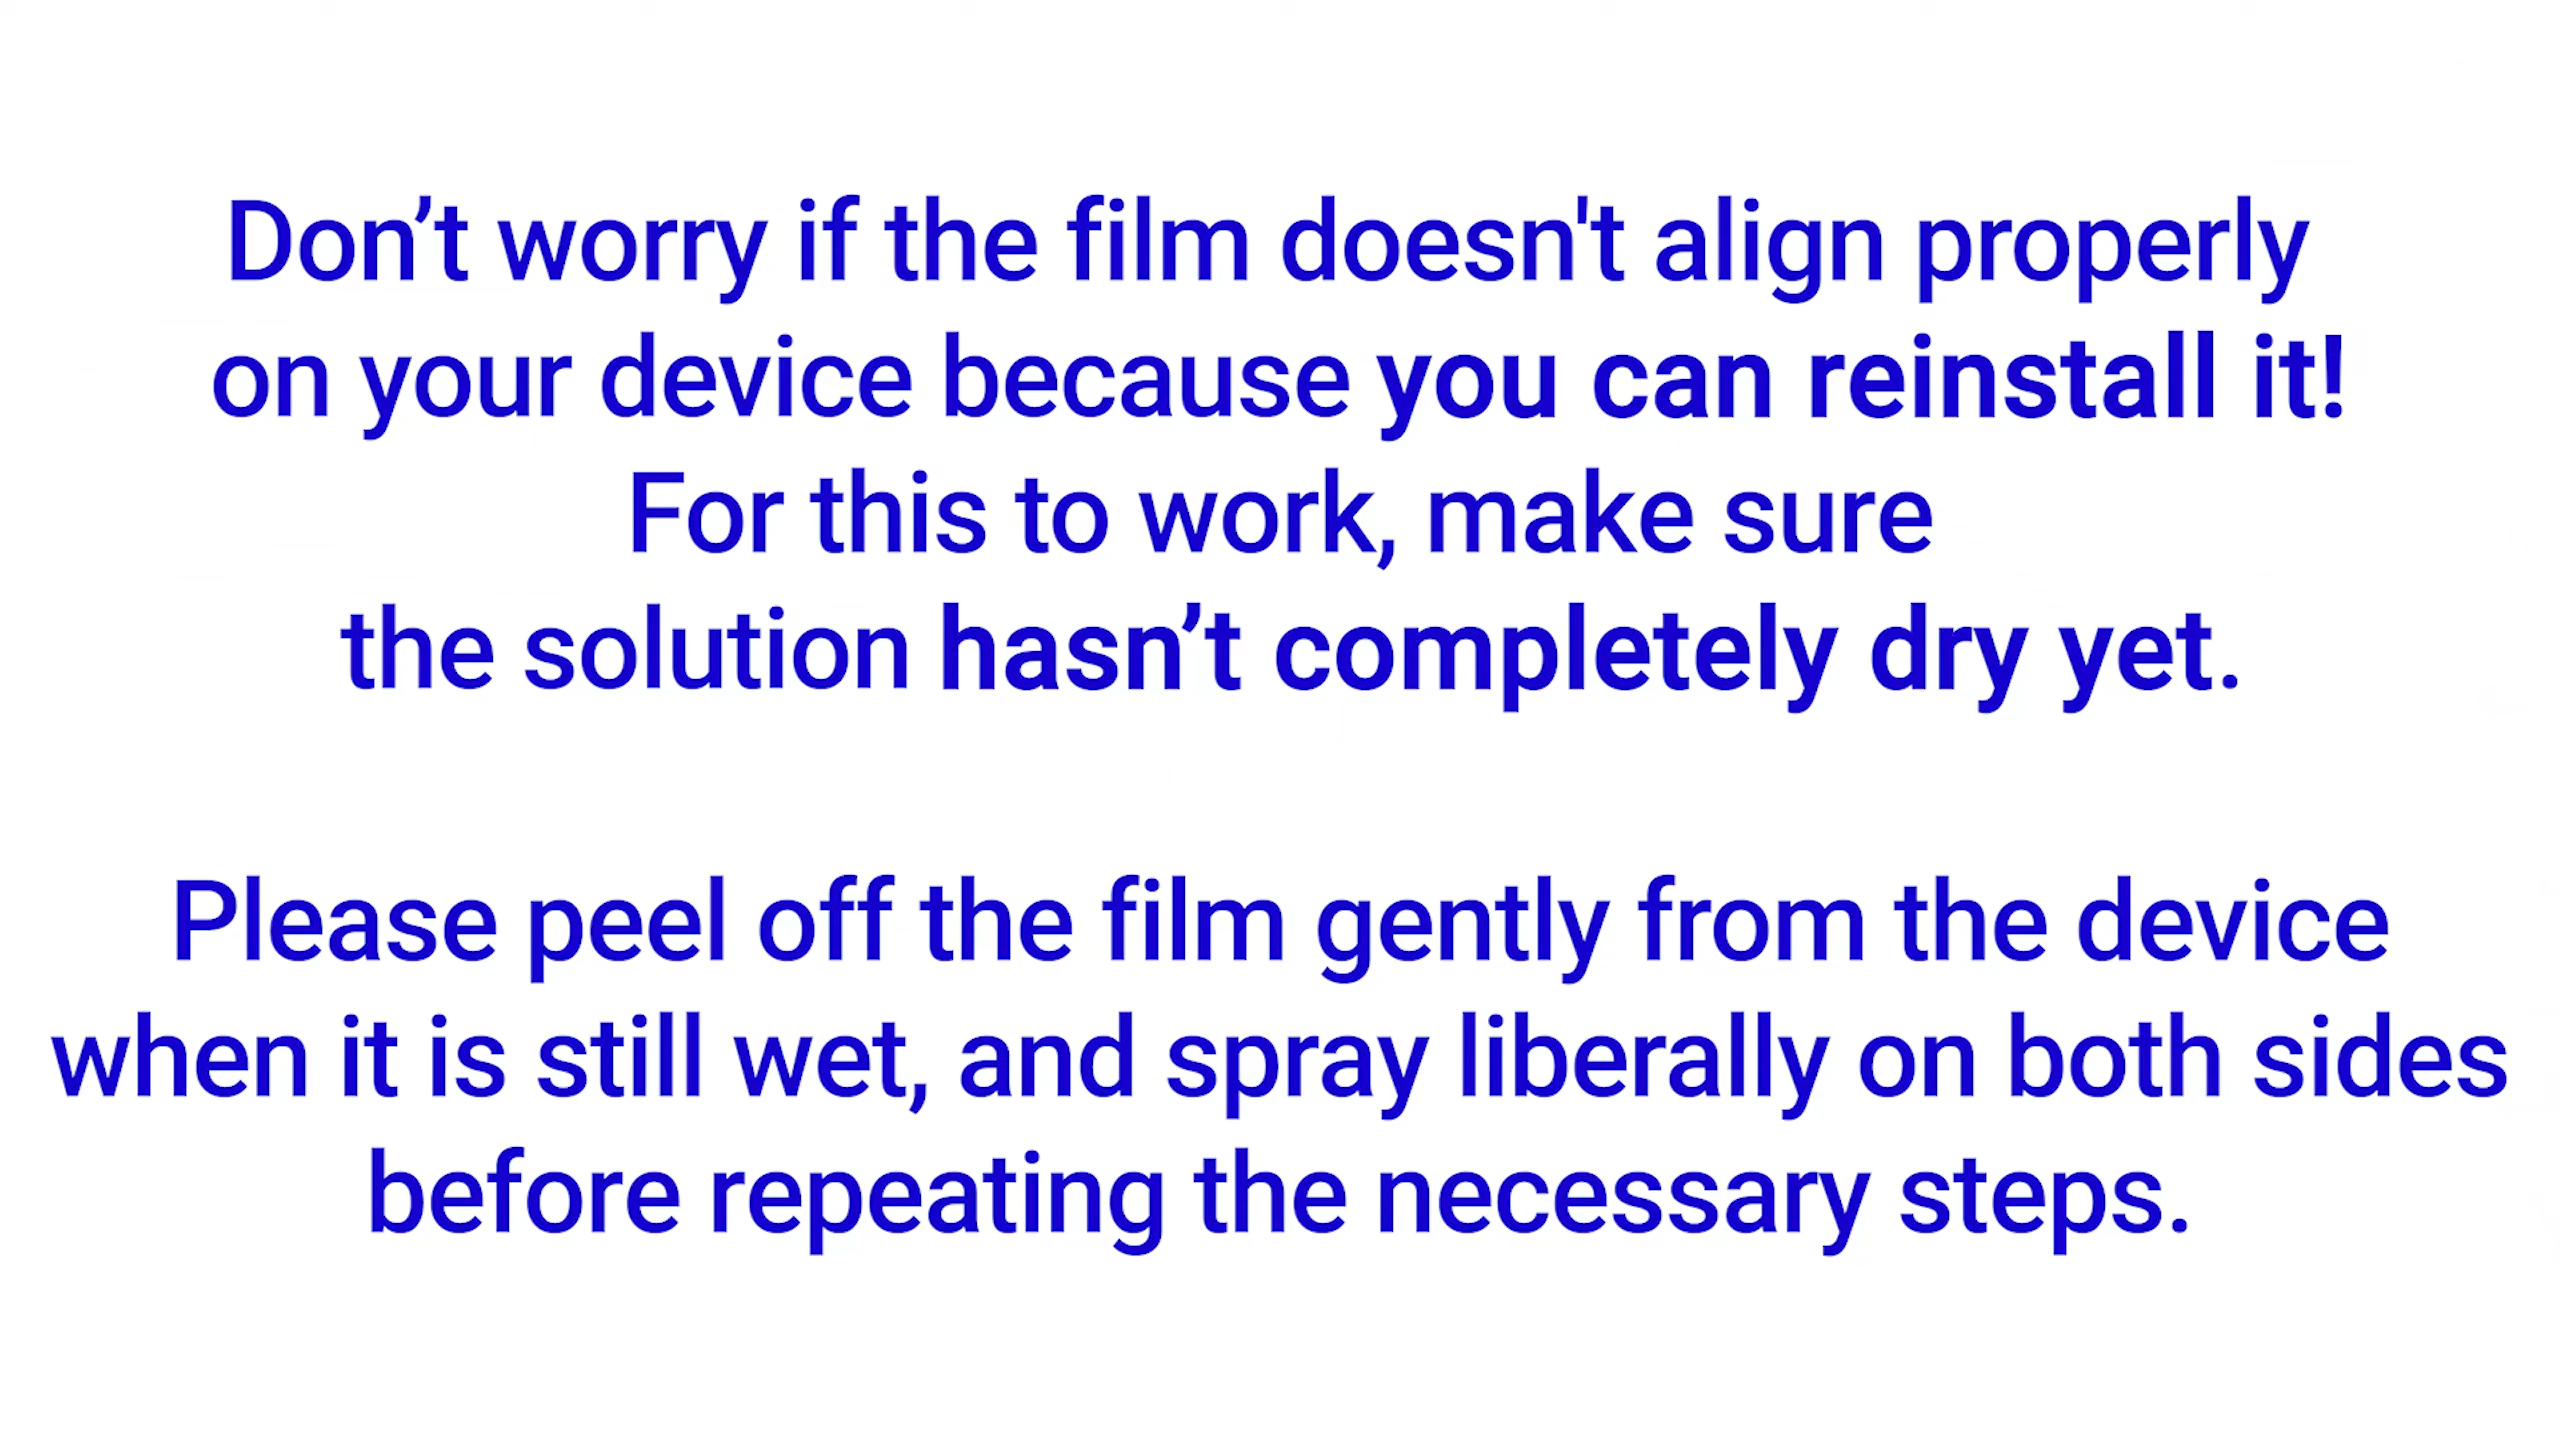 Don’t worry if the film doesn't align properly
on your device because you can reinstall it!
For this to work, make sure
the solution hasn’t completely dry yet.
Please peel off the film gently from the device
when it is still wet, and spray liberally on both sides
before repeating the necessary steps.